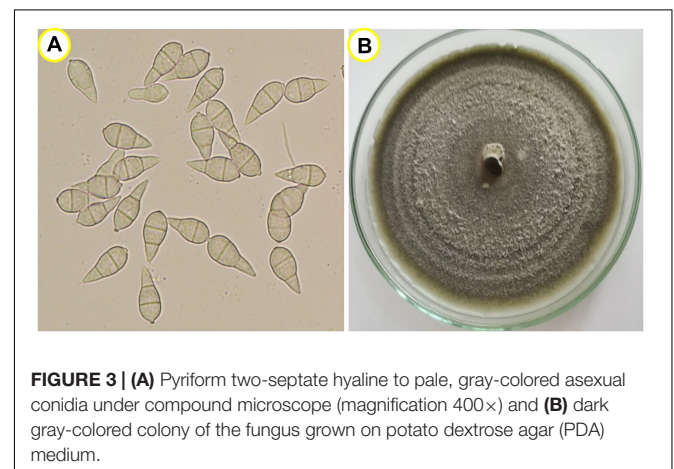 A
B
FIGURE 3 | (A) Pyriform two-septate hyaline to pale, gray-colored asexual
conidia under compound microscope (magnification 400×) and (B) dark
gray-colored colony of the fungus grown on potato dextrose agar (PDA)
medium.